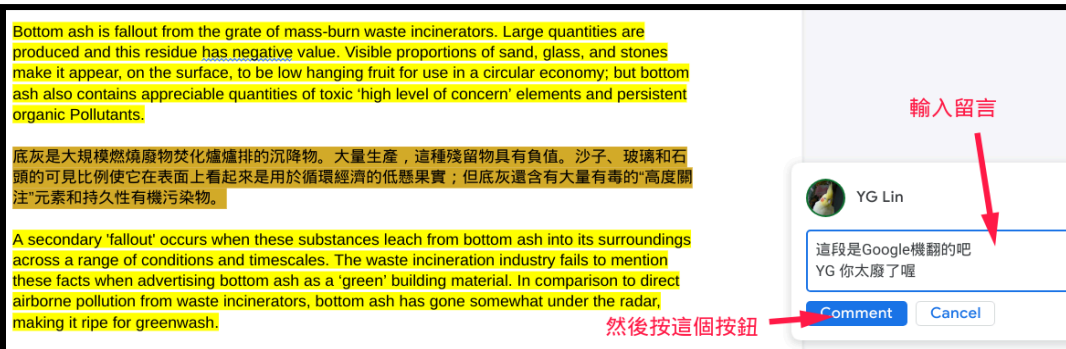 Bottom ash is fallout from the grate of mass-burn waste incinerators. Large quantities are
produced and this residue has negative value. Visible proportions of sand, glass, and stones
make it appear, on the surface, to be low hanging fruit for use in a circular economy; but bottom
ash also contains appreciable quantities of toxic ‘high level of concern’ elements and persistent
organic Pollutants.
底灰是大規模燃燒廢物焚化爐爐排的沉降物。大量生產，這種殘留物具有負值。沙子、玻璃和石
頭的可見比例使它在表面上看起來是用於循環經濟的低懸果實；但底灰還含有大量有毒的“高度關
注”元素和持久性有機污染物。
A secondary 'fallout' occurs when these substances leach from bottom ash into its surroundings
across a range of conditions and timescales. The waste incineration industry fails to mention
these facts when advertising bottom ash as a ‘green’ building material. In comparison to direct
airborne pollution from waste incinerators, bottom ash has gone somewhat under the radar,
making it ripe for greenwash.
輸入留言
YG Lin
這段是Google機翻的吧
YG 你太廢了喔
Comment
Cancel
然後按這個按鈕